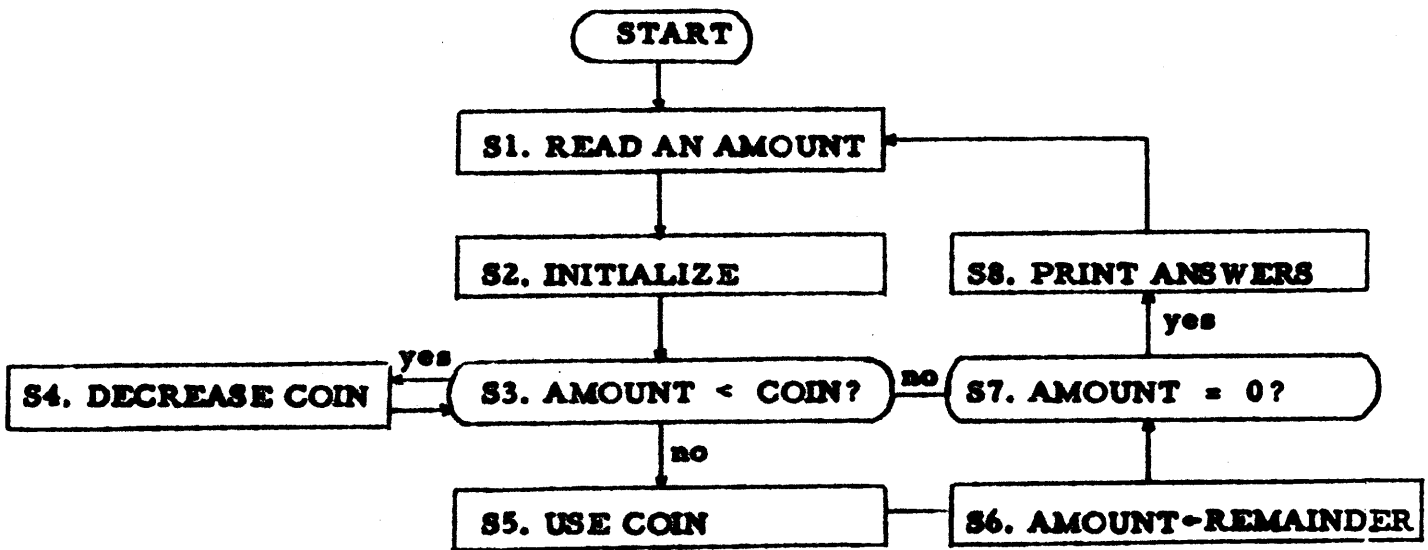 START
S1. READ AN AMOUNT
S2. INITIALIZE
S8. PRINT ANSWERS
yes
yes
S4. DECREASE COIN
S3. AMOUNT < COIN?
no
S7. AMOUNT = 0?
no
S5. USE COIN
S6. AMOUNT←REMAINDER